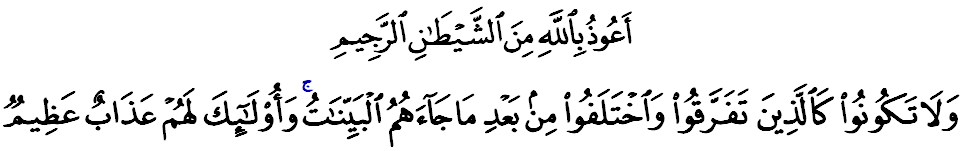 أَعُوذُ بِٱللَّهِ مِنَ ٱلشَّيْطَٰنِ ٱلرَّجِيمِ
وَلَا تَكُونُوا۟ كَٱلَّذِينَ تَفَرَّقُوا۟ وَٱخْتَلَفُوا۟ مِنۢ بَعْدِ مَا جَآءَهُمُ ٱلْبَيِّنَٰتُ ۚ وَأُو۟لَٰٓئِكَ لَهُمْ عَذَابٌ عَظِيمٌ